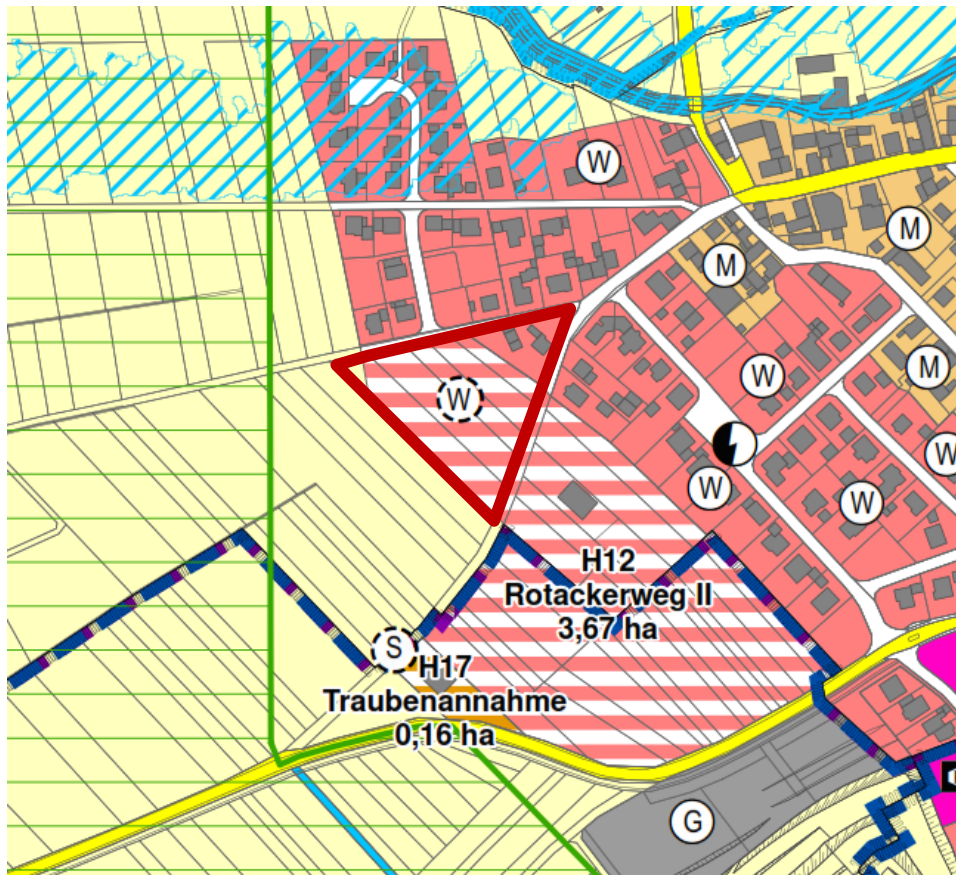 W
M
M
W
W
M
W
W
W
H12
Rotackerweg II
3,67 ha
S
H17
Traubenannahme
0,16 ha
G